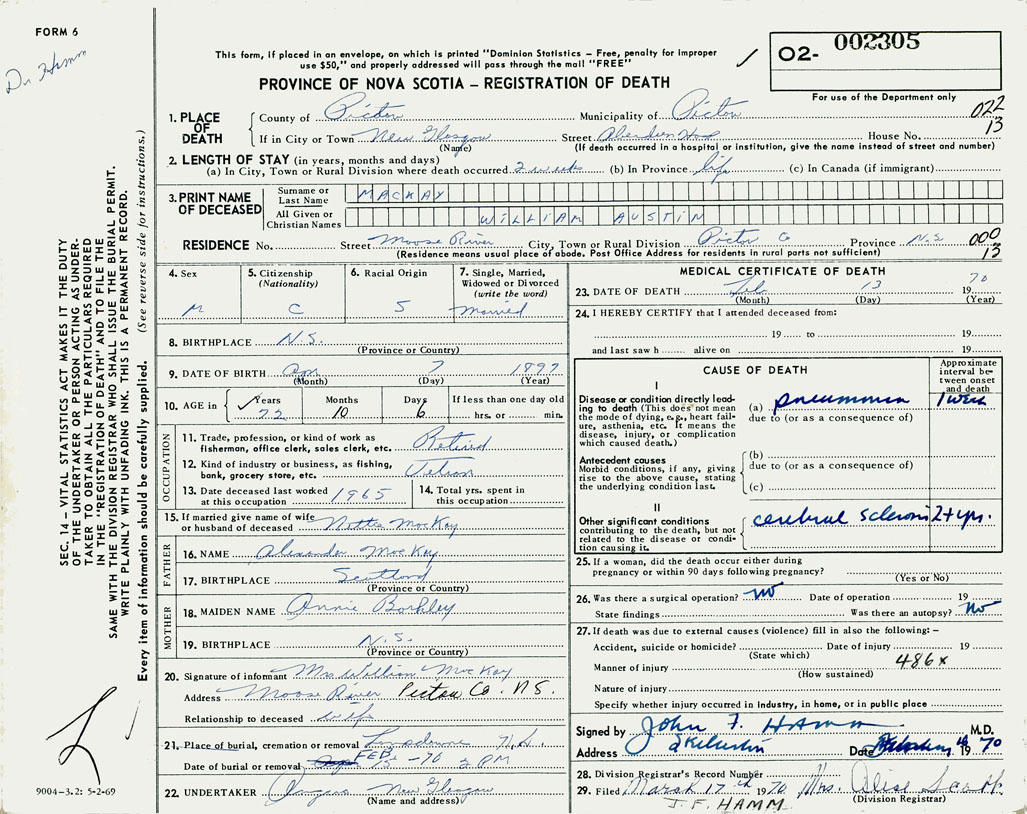 FORM 6
Dr Hamm
This form, if placed in an envelope, on which is printed "Dominion Statistics – Free, penalty for improper
use $50," and properly addressed will pass through the mail "FREE"
✓
O2- 002305
For use of the Department only
PROVINCE OF NOVA SCOTIA – REGISTRATION OF DEATH
022
13
1. PLACE OF DEATH
County of Pictou Municipality of Pictou
If in City or Town New Glasgow Street Aberdeen Hosp House No.
(Name) (If death occurred in a hospital or institution, give the name instead of street and number)
2. LENGTH OF STAY (in years, months and days)
(a) In City, Town or Rural Division where death occurred 2 week (b) In Province life (c) In Canada (if immigrant)
3. PRINT NAME OF DECEASED
Surname or Last Name MACKAY
All Given or Christian Names WILLIAM AUSTIN
RESIDENCE No. Street Moose River City, Town or Rural Division Pictou Co Province N.S.
000
13
(Residence means usual place of abode. Post Office Address for residents in rural parts not sufficient)
4. Sex M
5. Citizenship (Nationality) C
6. Racial Origin S
7. Single, Married, Widowed or Divorced (write the word) Married
8. BIRTHPLACE N.S.
(Province or Country)
9. DATE OF BIRTH Apr 7 1897
(Month) (Day) (Year)
10. AGE in ✓ Years 72 Months 10 Days 6 If less than one day old
hrs. or min.
OCCUPATION
11. Trade, profession, or kind of work as fisherman, office clerk, sales clerk, etc. Retired
12. Kind of industry or business, as fishing, bank, grocery store, etc.
13. Date deceased last worked at this occupation 1965
14. Total yrs. spent in this occupation
15. If married give name of wife or husband of deceased MacKay
FATHER
16. NAME Alexander MacKay
17. BIRTHPLACE Scotland
(Province or Country)
MOTHER
18. MAIDEN NAME Annie
19. BIRTHPLACE N.S.
(Province or Country)
20. Signature of informant Mrs William MacKay
Address Moose River Pictou Co. N.S.
Relationship to deceased wife
21. Place of burial, cremation or removal Lansdowne N.S.
Date of burial or removal FEB. -70 2 PM
22. UNDERTAKER New Glasgow
(Name and address)
MEDICAL CERTIFICATE OF DEATH
23. DATE OF DEATH Feb 13 19 70
(Month) (Day) (Year)
24. I HEREBY CERTIFY that I attended deceased from:
19 to 19
and last saw h alive on 19
CAUSE OF DEATH
Approximate interval between onset and death
I
Disease or condition directly leading to death (This does not mean the mode of dying, e.g., heart failure, asthenia, etc. It means the disease, injury, or complication which caused death.)
(a) pneumonia 1 week
due to (or as a consequence of)
Antecedent causes
Morbid conditions, if any, giving rise to the above cause, stating the underlying condition last.
(b)
due to (or as a consequence of)
(c)
II
Other significant conditions contributing to the death, but not related to the disease or condition causing it.
cerebral sclerosis 2+ yrs.
25. If a woman, did the death occur either during pregnancy or within 90 days following pregnancy?
(Yes or No)
26. Was there a surgical operation? no Date of operation 19
State findings Was there an autopsy? no
27. If death was due to external causes (violence) fill in also the following: –
Accident, suicide or homicide? Date of injury 19
(State which)
Manner of injury 486x
(How sustained)
Nature of injury
Specify whether injury occurred in industry, in home, or in public place
Signed by John F. HAMM M.D.
Address Date 19 70
28. Division Registrar's Record Number
29. Filed March 17th 1970 Mrs.
(Division Registrar)
J.F. HAMM
SEC. 14 – VITAL STATISTICS ACT MAKES IT THE DUTY
OF THE UNDERTAKER OR PERSON ACTING AS UNDER-
TAKER TO OBTAIN ALL THE PARTICULARS REQUIRED
IN THE "REGISTRATION OF DEATH" AND TO FILE THE
SAME WITH THE DIVISION REGISTRAR WHO SHALL ISSUE THE BURIAL PERMIT.
WRITE PLAINLY WITH UNFADING INK. THIS IS A PERMANENT RECORD.
Every item of information should be carefully supplied. (See reverse side for instructions.)
9004-3.2: 5-2-69